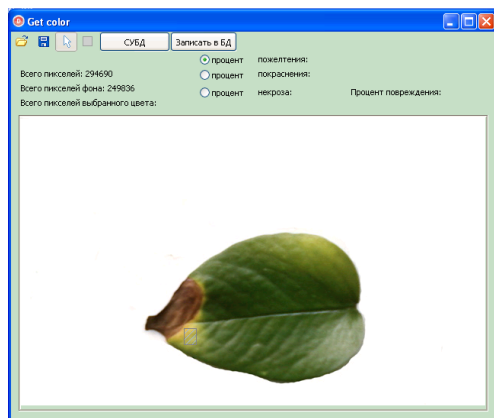 Get color
СУБД
Записать в БД
процент пожелтения:
Всего пикселей: 294690
процент покраснения:
Всего пикселей фона: 249836
процент некроза: Процент повреждения:
Всего пикселей выбранного цвета: